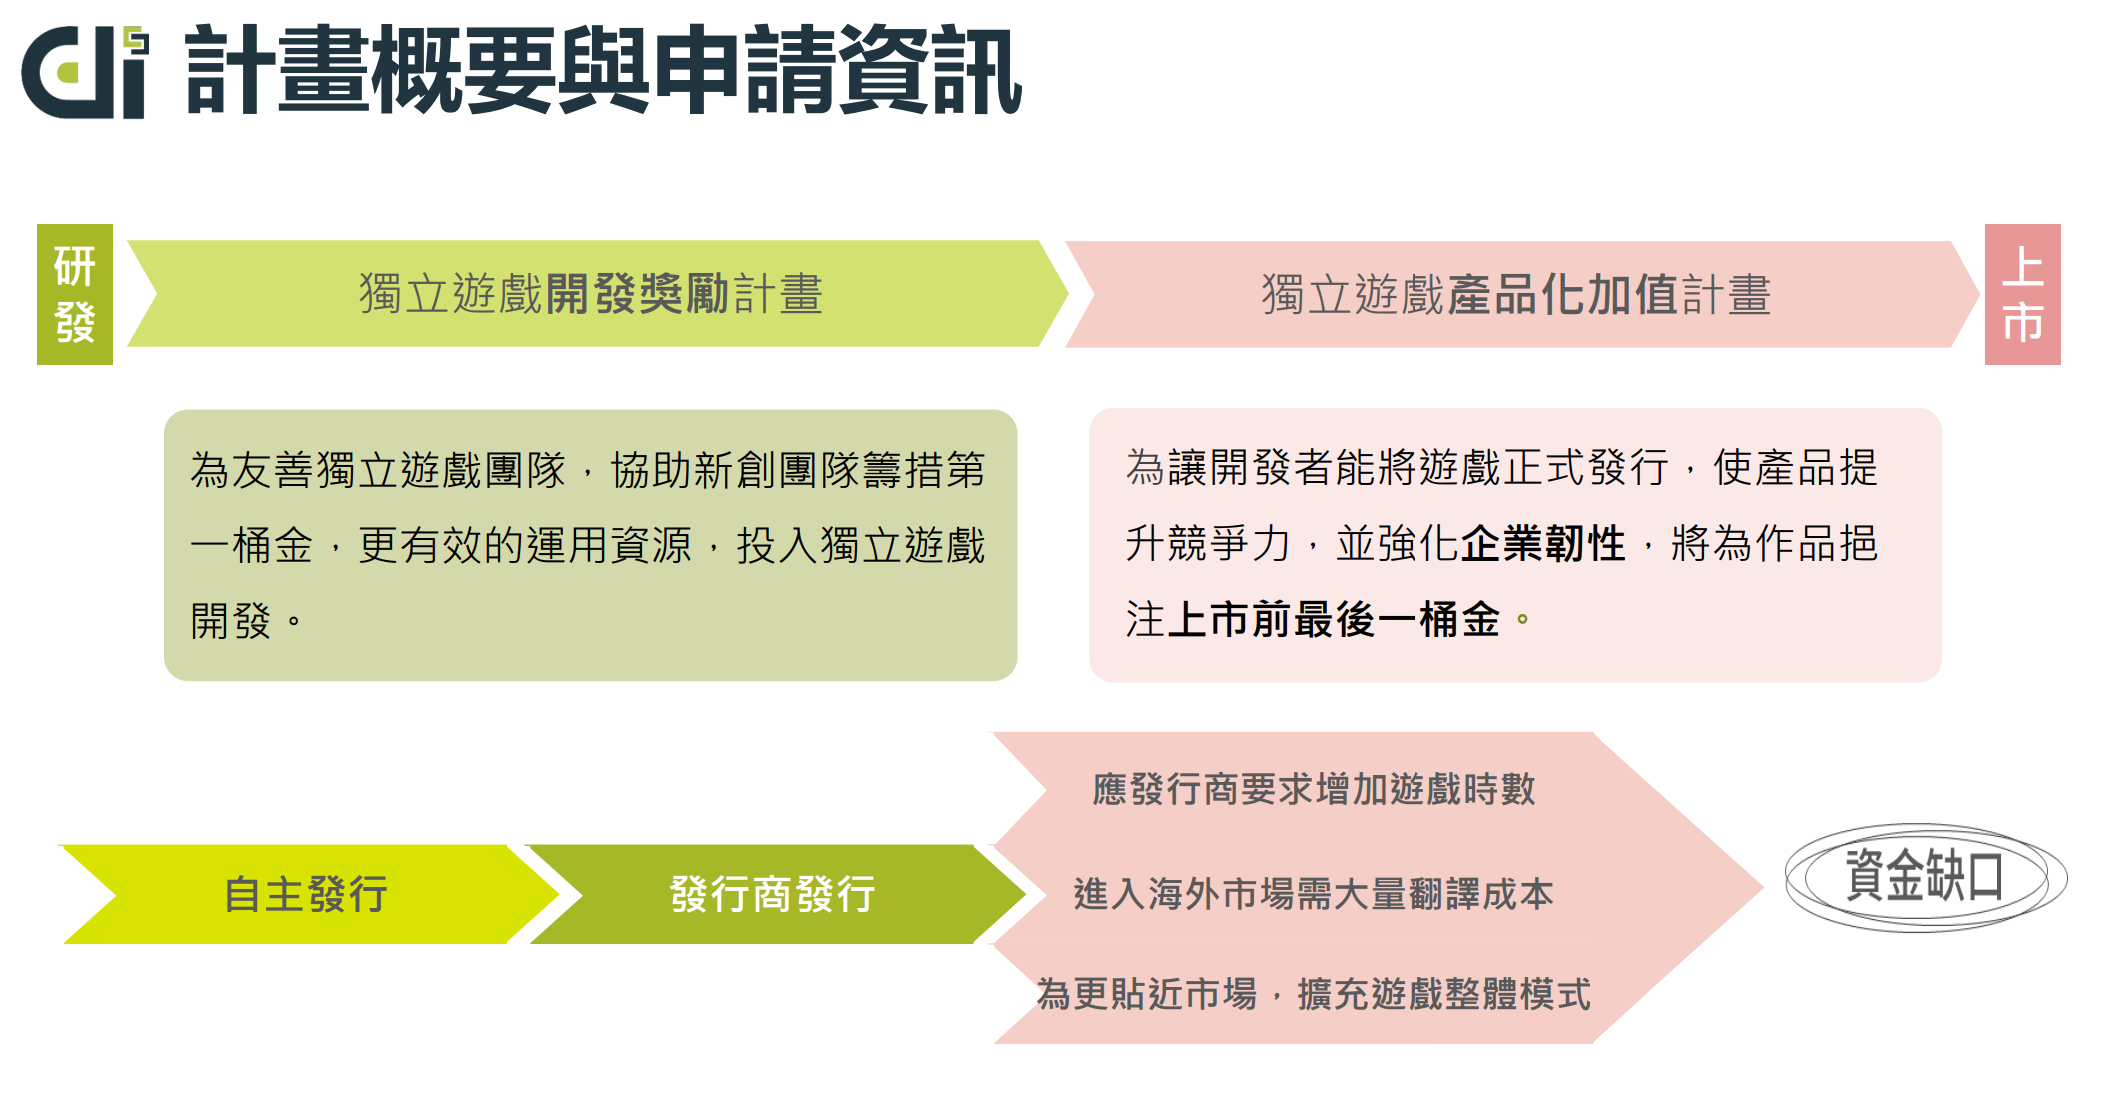 計畫概要與申請資訊
研發
獨立遊戲開發獎勵計畫
獨立遊戲產品化加值計畫
上市
為友善獨立遊戲團隊，協助新創團隊籌措第
一桶金，更有效的運用資源，投入獨立遊戲
開發。
為讓開發者能將遊戲正式發行，使產品提
升競爭力，並強化企業韌性，將為作品挹
注上市前最後一桶金。
自主發行
發行商發行
應發行商要求增加遊戲時數
進入海外市場需大量翻譯成本
為更貼近市場，擴充遊戲整體模式
資金缺口